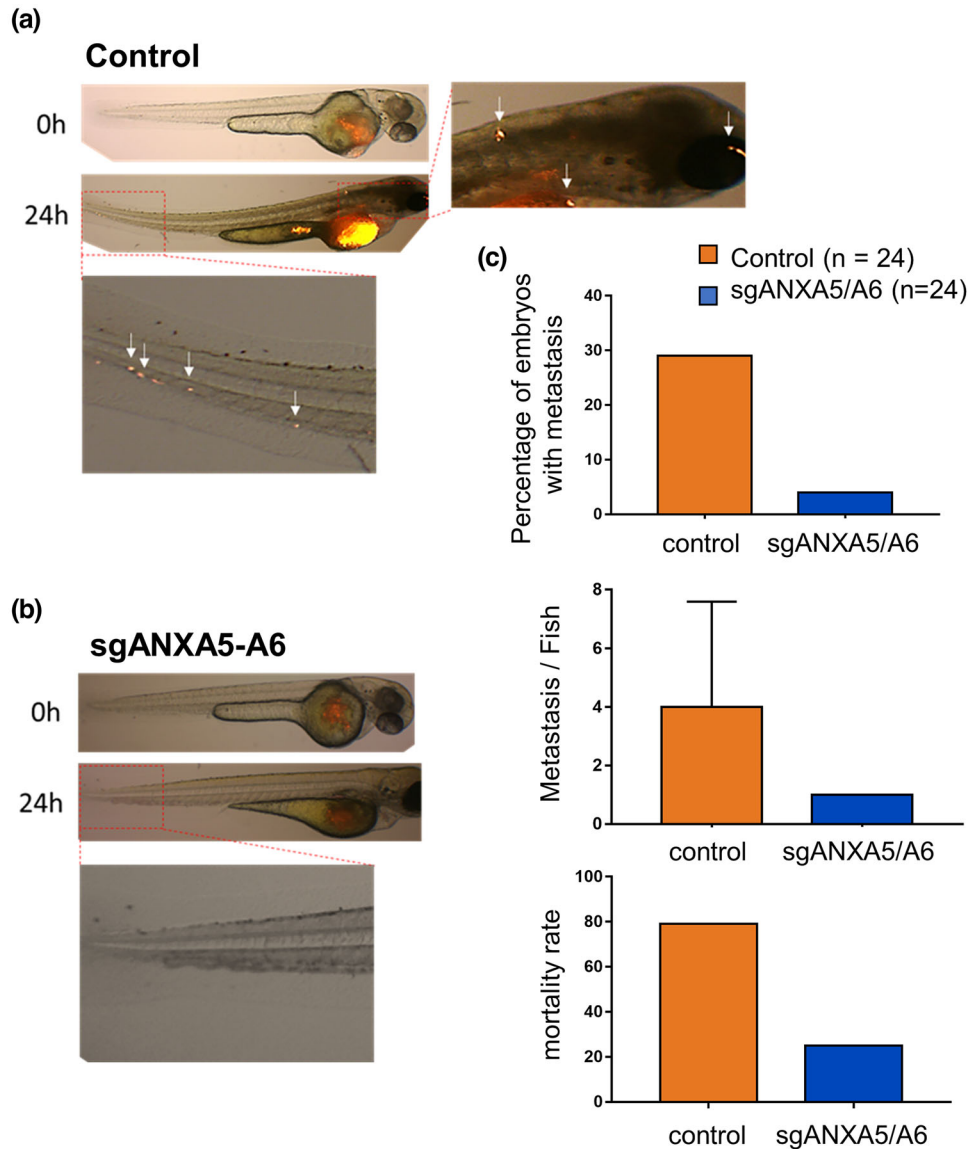 (a)
Control
0h
24h
(b)
sgANXA5-A6
0h
24h
(c)
Control (n = 24)
sgANXA5/A6 (n=24)
Percentage of embryos
with metastasis
40
30
20
10
0
control sgANXA5/A6
Metastasis / Fish
8
6
4
2
0
control sgANXA5/A6
mortality rate
100
80
60
40
20
0
control sgANXA5/A6